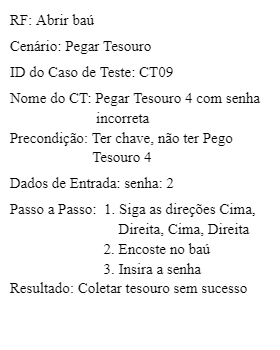 RF: Abrir baú
Cenário: Pegar Tesouro
ID do Caso de Teste: CT09
Nome do CT: Pegar Tesouro 4 com senha
incorreta
Precondição: Ter chave, não ter Pego
Tesouro 4
Dados de Entrada: senha: 2
Passo a Passo: 1. Siga as direções Cima,
Direita, Cima, Direita
2. Encoste no baú
3. Insira a senha
Resultado: Coletar tesouro sem sucesso